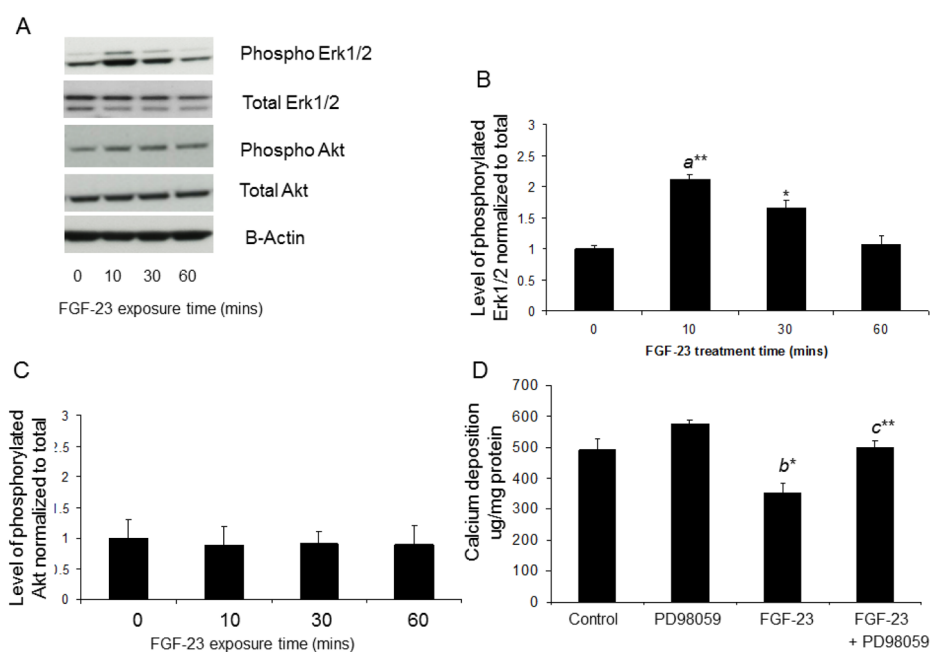 A
Phospho Erk1/2
Total Erk1/2
Phospho Akt
Total Akt
B-Actin
0 10 30 60
FGF-23 exposure time (mins)
B
Level of phosphorylated
Erk1/2 normalized to total
3
2.5
2
1.5
1
0.5
0
a**
*
0 10 30 60
FGF-23 treatment time (mins)
C
Level of phosphorylated
Akt normalized to total
3
2.5
2
1.5
1
0.5
0
0 10 30 60
FGF-23 exposure time (mins)
D
Calcium deposition
ug/mg protein
700
600
500
400
300
200
100
0
b*
c**
Control PD98059 FGF-23 FGF-23
+ PD98059